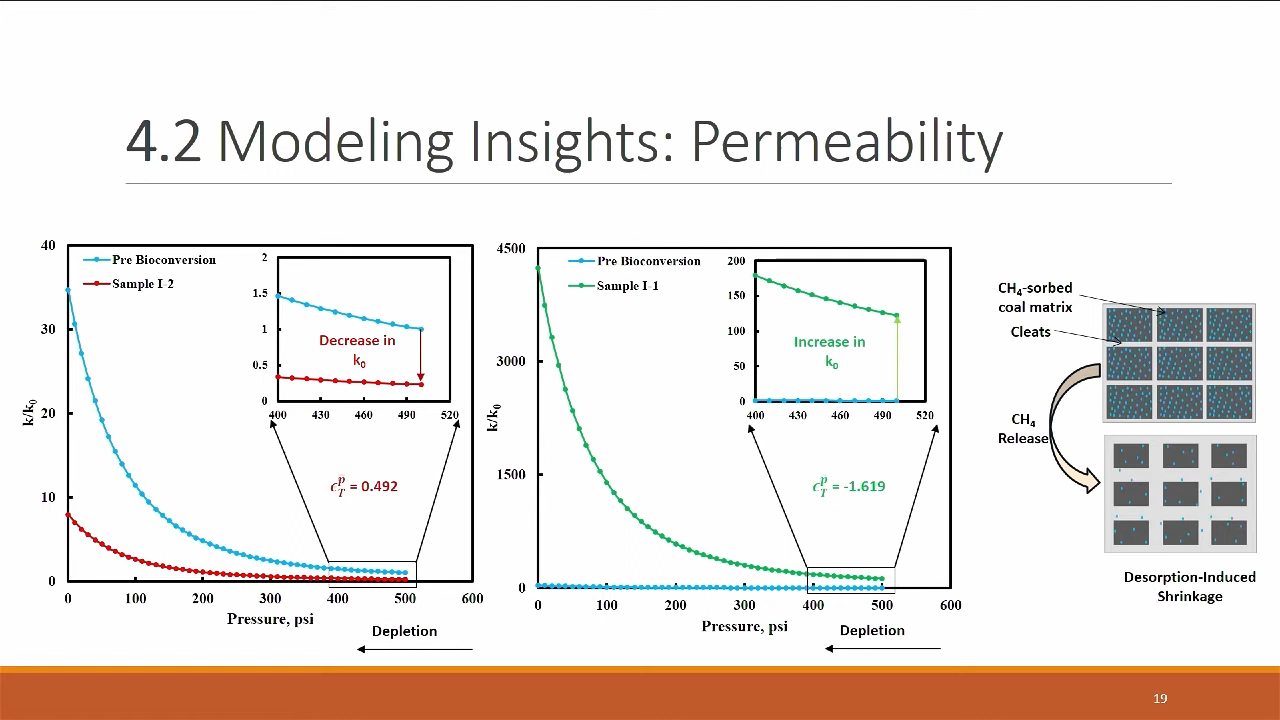 4.2 Modeling Insights: Permeability
40
30
20
10
0
k/k0
Pre Bioconversion
Sample I-2
2
1.5
1
0.5
0
Decrease in
k0
400 430 460 490 520
c_T^p̄ = 0.492
0 100 200 300 400 500 600
Pressure, psi
Depletion
4500
3000
1500
0
k/k0
Pre Bioconversion
Sample I-1
200
150
100
50
0
Increase in
k0
400 430 460 490 520
c_T^p̄ = -1.619
0 100 200 300 400 500 600
Pressure, psi
Depletion
CH4-sorbed
coal matrix
Cleats
CH4
Release
Desorption-Induced
Shrinkage
19